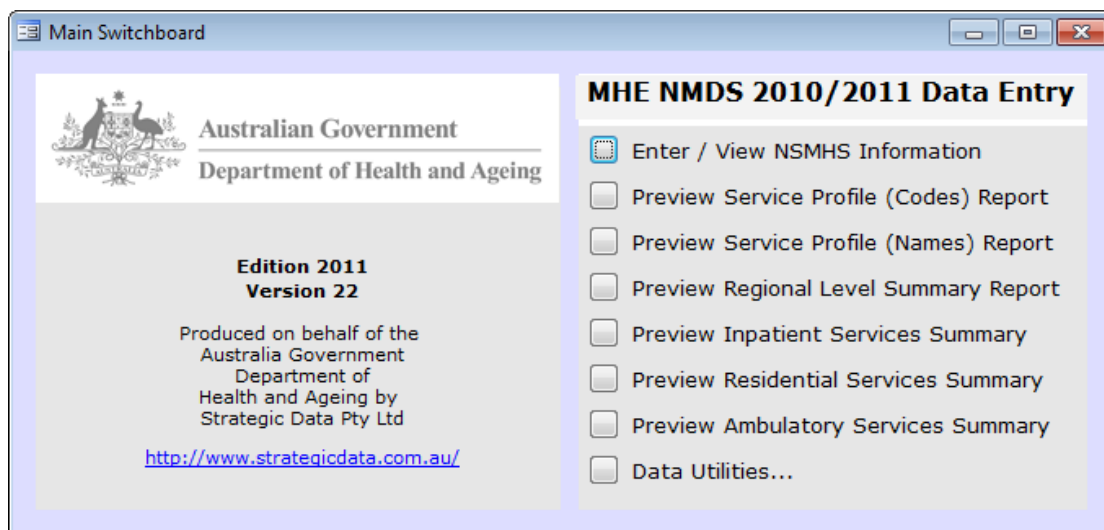 Main Switchboard
Australian Government
Department of Health and Ageing
Edition 2011
Version 22
Produced on behalf of the
Australia Government
Department of
Health and Ageing by
Strategic Data Pty Ltd
http://www.strategicdata.com.au/
MHE NMDS 2010/2011 Data Entry
Enter / View NSMHS Information
Preview Service Profile (Codes) Report
Preview Service Profile (Names) Report
Preview Regional Level Summary Report
Preview Inpatient Services Summary
Preview Residential Services Summary
Preview Ambulatory Services Summary
Data Utilities...